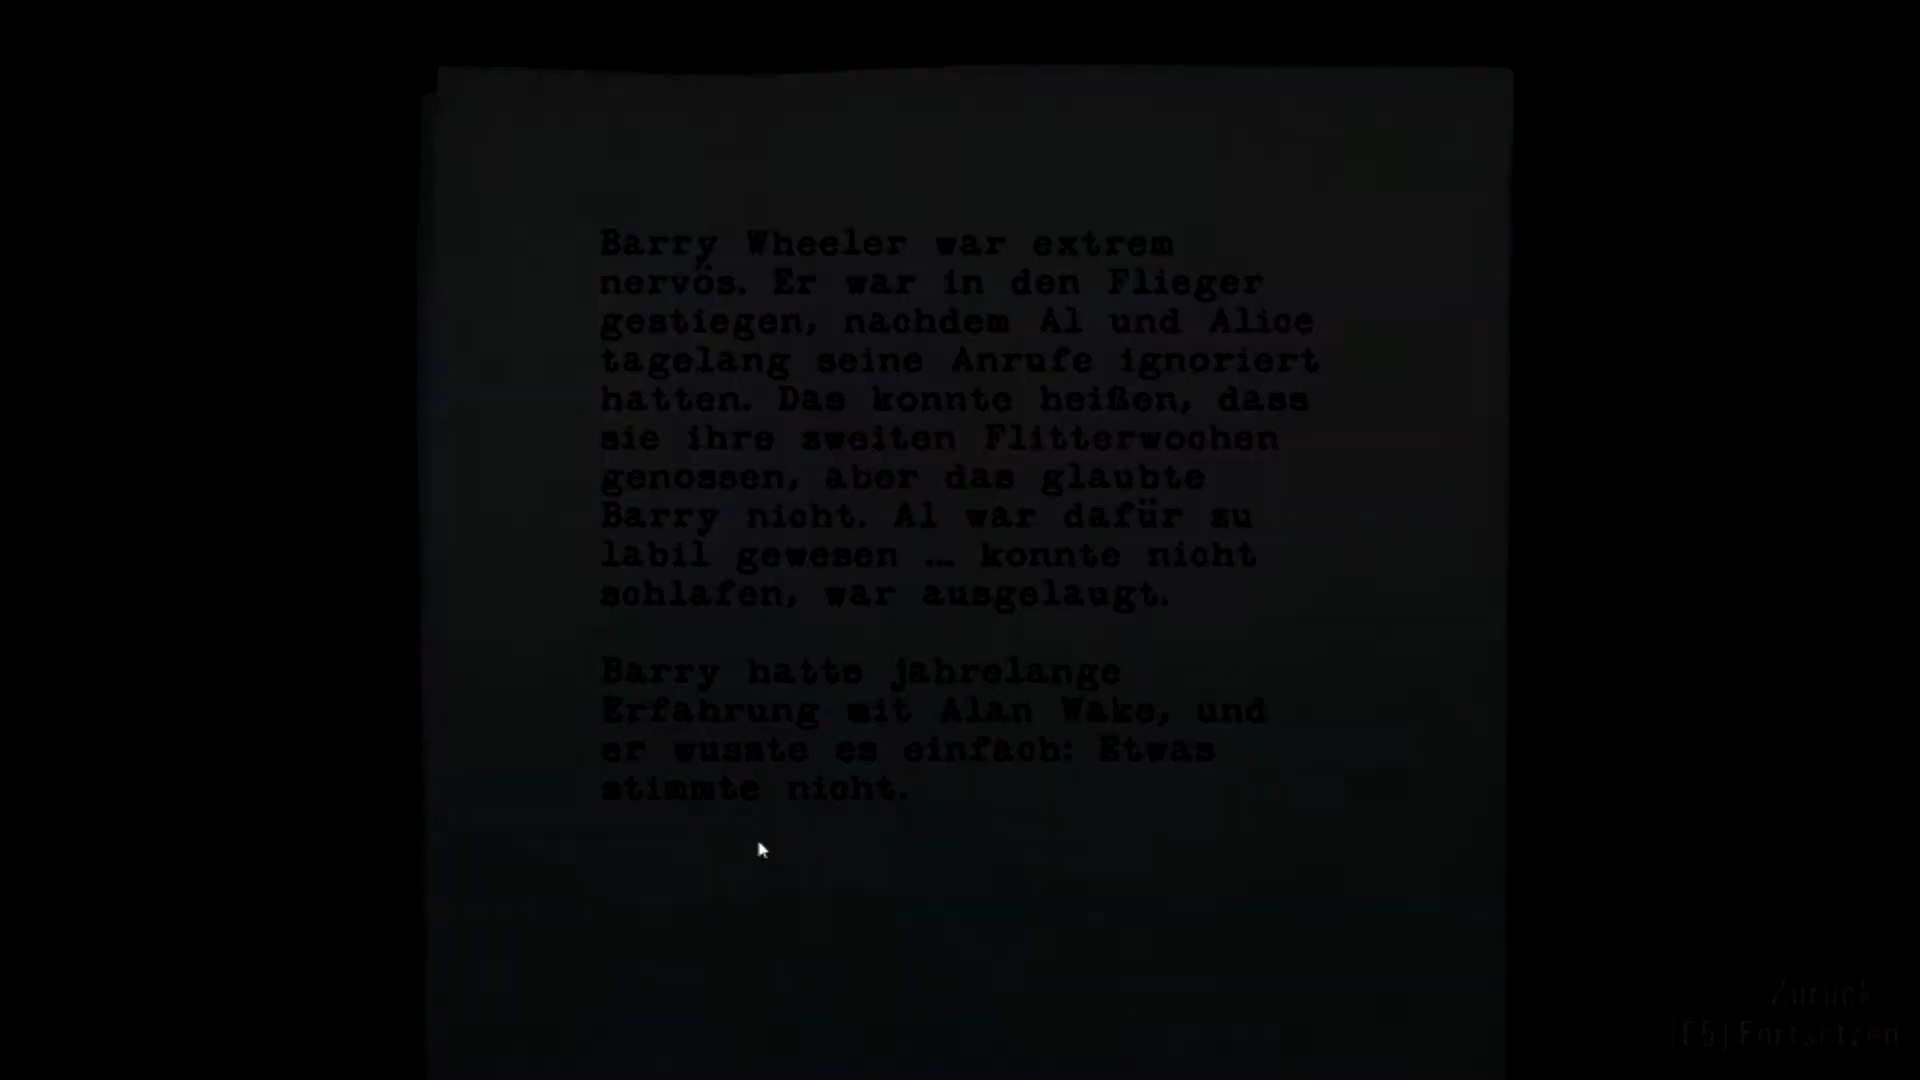 Barry Wheeler war extrem
nervös. Er war in den Flieger
gestiegen, nachdem Al und Alice
tagelang seine Anrufe ignoriert
hatten. Das konnte heißen, dass
sie ihre zweiten Flitterwochen
genossen, aber das glaubte
Barry nicht. Al war dafür zu
labil gewesen … konnte nicht
schlafen, war ausgelaugt.
Barry hatte jahrelange
Erfahrung mit Alan Wake, und
er wusste es einfach: Etwas
stimmte nicht.
Zurück
[F5] Fortsetzen